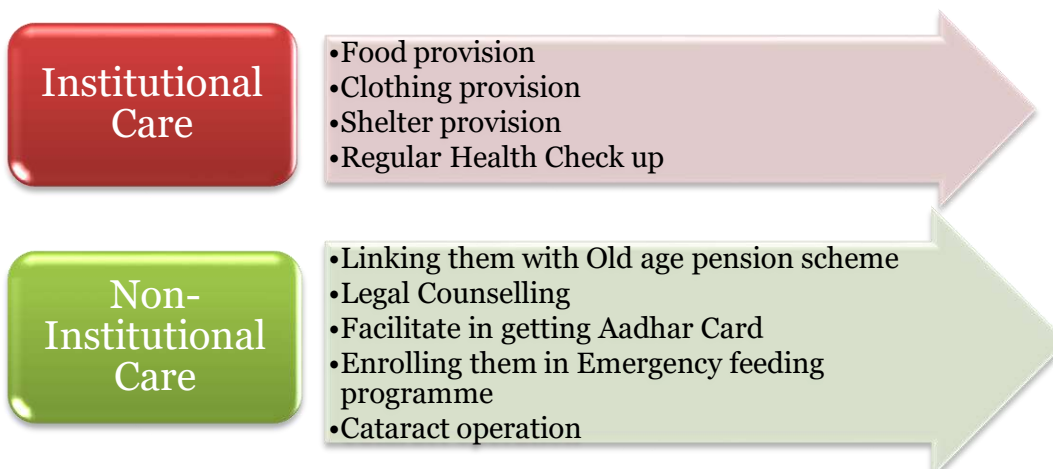 Institutional
Care
•Food provision
•Clothing provision
•Shelter provision
•Regular Health Check up
Non-
Institutional
Care
•Linking them with Old age pension scheme
•Legal Counselling
•Facilitate in getting Aadhar Card
•Enrolling them in Emergency feeding
programme
•Cataract operation